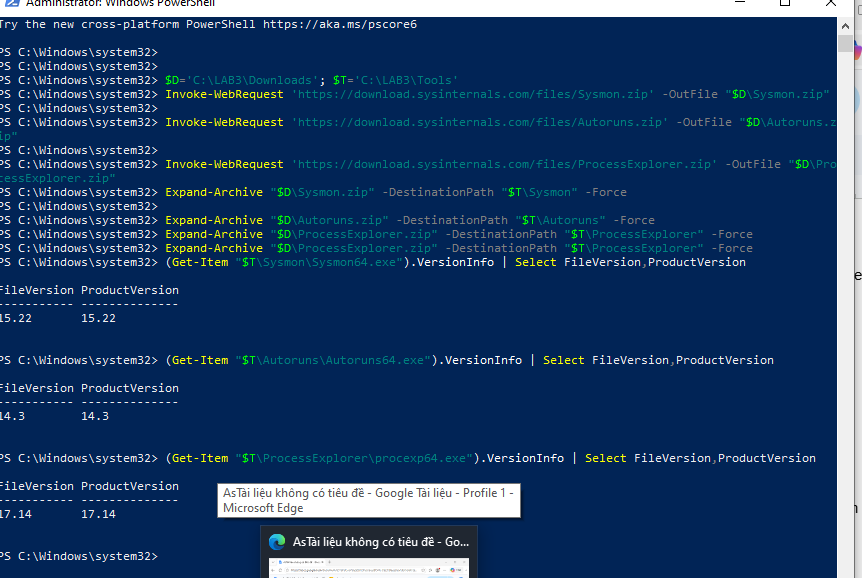 Administrator: Windows PowerShell
Try the new cross-platform PowerShell https://aka.ms/pscore6
PS C:\Windows\system32>
PS C:\Windows\system32>
PS C:\Windows\system32> $D='C:\LAB3\Downloads'; $T='C:\LAB3\Tools'
PS C:\Windows\system32> Invoke-WebRequest 'https://download.sysinternals.com/files/Sysmon.zip' -OutFile "$D\Sysmon.zip"
PS C:\Windows\system32>
PS C:\Windows\system32> Invoke-WebRequest 'https://download.sysinternals.com/files/Autoruns.zip' -OutFile "$D\Autoruns.z
ip"
PS C:\Windows\system32>
PS C:\Windows\system32> Invoke-WebRequest 'https://download.sysinternals.com/files/ProcessExplorer.zip' -OutFile "$D\Pro
cessExplorer.zip"
PS C:\Windows\system32> Expand-Archive "$D\Sysmon.zip" -DestinationPath "$T\Sysmon" -Force
PS C:\Windows\system32>
PS C:\Windows\system32> Expand-Archive "$D\Autoruns.zip" -DestinationPath "$T\Autoruns" -Force
PS C:\Windows\system32> Expand-Archive "$D\ProcessExplorer.zip" -DestinationPath "$T\ProcessExplorer" -Force
PS C:\Windows\system32> Expand-Archive "$D\ProcessExplorer.zip" -DestinationPath "$T\ProcessExplorer" -Force
PS C:\Windows\system32> (Get-Item "$T\Sysmon\Sysmon64.exe").VersionInfo | Select FileVersion,ProductVersion
FileVersion ProductVersion
----------- --------------
15.22 15.22
PS C:\Windows\system32> (Get-Item "$T\Autoruns\Autoruns64.exe").VersionInfo | Select FileVersion,ProductVersion
FileVersion ProductVersion
----------- --------------
14.3 14.3
PS C:\Windows\system32> (Get-Item "$T\ProcessExplorer\procexp64.exe").VersionInfo | Select FileVersion,ProductVersion
FileVersion ProductVersion
----------- --------------
17.14 17.14
AsTài liệu không có tiêu đề - Google Tài liệu - Profile 1 -
Microsoft Edge
AsTài liệu không có tiêu đề - Go...
PS C:\Windows\system32>